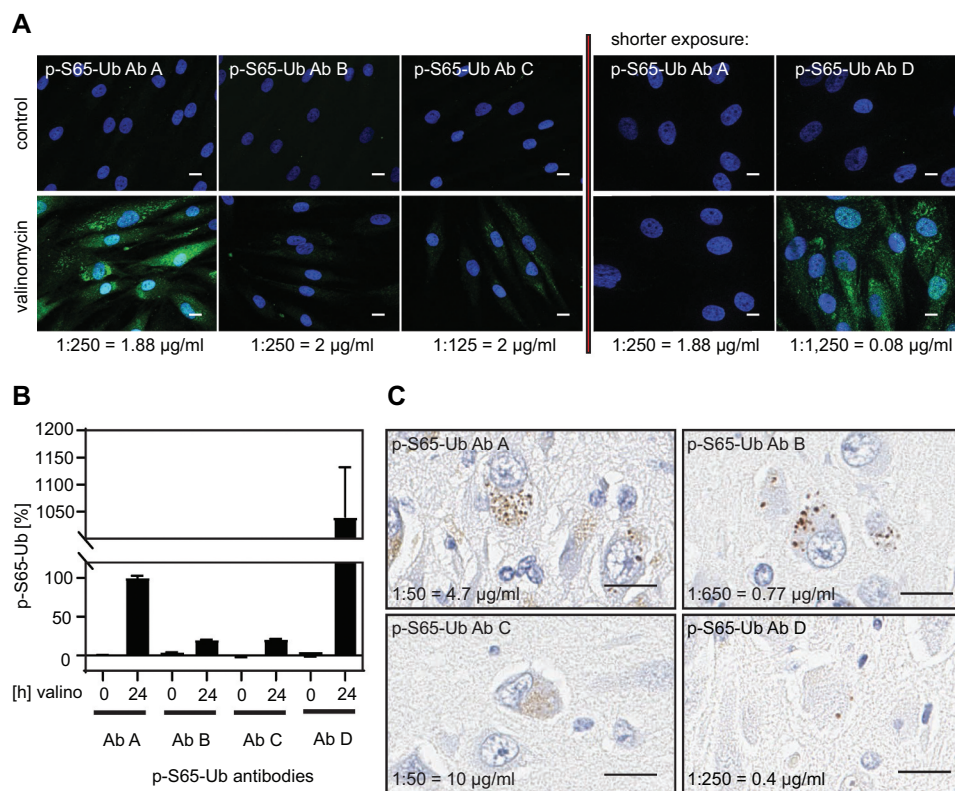 A
shorter exposure:
p-S65-Ub Ab A
p-S65-Ub Ab B
p-S65-Ub Ab C
p-S65-Ub Ab A
p-S65-Ub Ab D
control
valinomycin
1:250 = 1.88 µg/ml
1:250 = 2 µg/ml
1:125 = 2 µg/ml
1:250 = 1.88 µg/ml
1:1,250 = 0.08 µg/ml
B
p-S65-Ub [%]
1200
1150
1100
1050
100
50
0
[h] valino
0 24 0 24 0 24 0 24
Ab A Ab B Ab C Ab D
p-S65-Ub antibodies
C
p-S65-Ub Ab A
1:50 = 4.7 µg/ml
p-S65-Ub Ab B
1:650 = 0.77 µg/ml
p-S65-Ub Ab C
1:50 = 10 µg/ml
p-S65-Ub Ab D
1:250 = 0.4 µg/ml